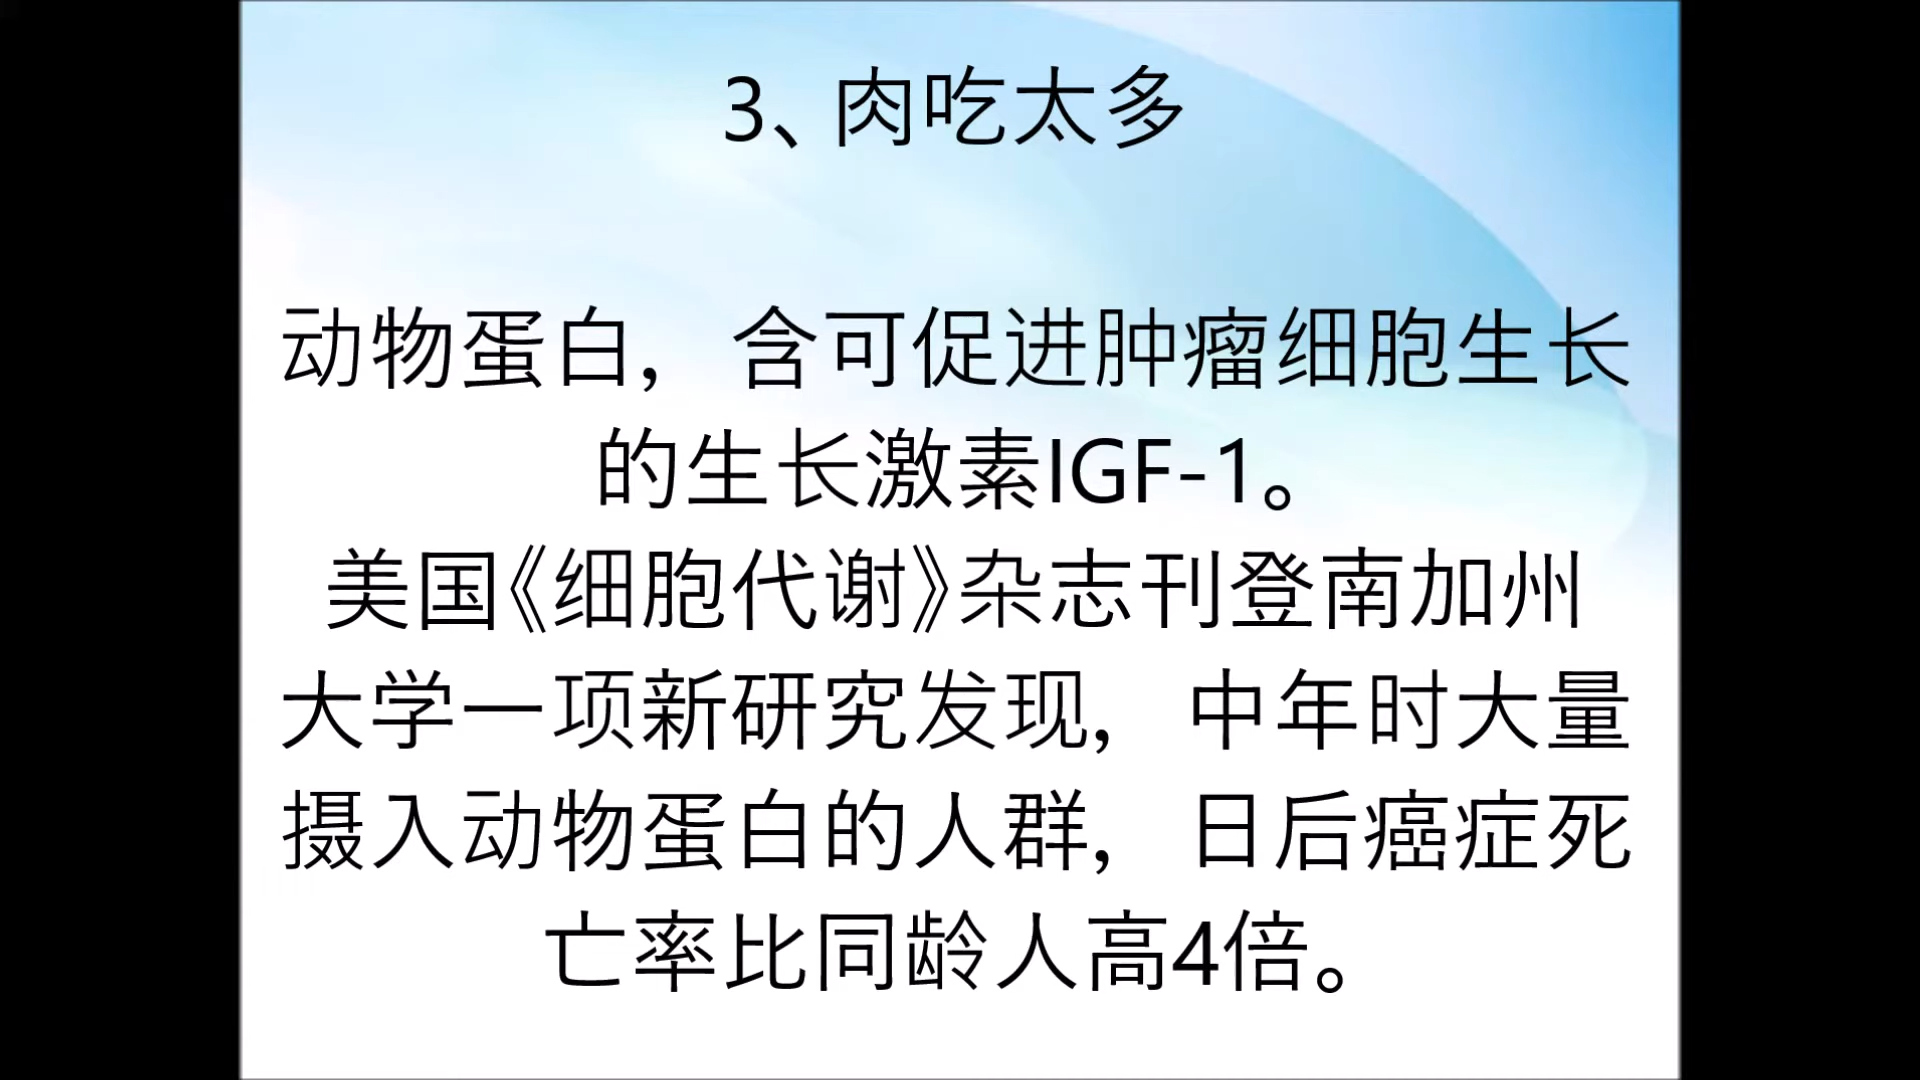 3、肉吃太多
动物蛋白，含可促进肿瘤细胞生长
的生长激素IGF-1。
美国《细胞代谢》杂志刊登南加州
大学一项新研究发现，中年时大量
摄入动物蛋白的人群，日后癌症死
亡率比同龄人高4倍。